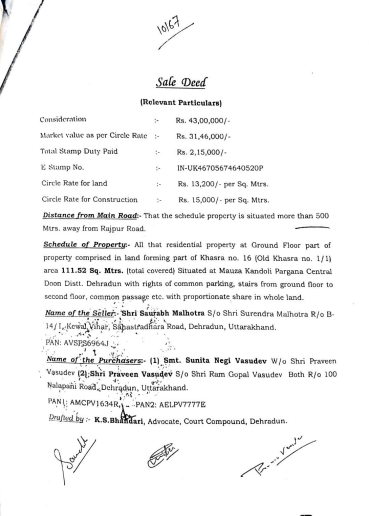 10167
Sale Deed
(Relevant Particulars)
Consideration :- Rs. 43,00,000/-
Market value as per Circle Rate :- Rs. 31,46,000/-
Total Stamp Duty Paid :- Rs. 2,15,000/-
E Stamp No. :- IN-UK46705674640520P
Circle Rate for land :- Rs. 13,200/- per Sq. Mtrs.
Circle Rate for Construction :- Rs. 15,000/- per Sq. Mtrs.
Distance from Main Road:- That the schedule property is situated more than 500
Mtrs. away from Rajpur Road.
Schedule of Property:- All that residential property at Ground Floor part of
property comprised in land forming part of Khasra no. 16 (Old Khasra no. 1/1)
area 111.52 Sq. Mtrs. (total covered) Situated at Mauza Kandoli Pargana Central
Doon Distt. Dehradun with rights of common parking, stairs from ground floor to
second floor, common passage etc. with proportionate share in whole land.
Name of the Seller:- Shri Saurabh Malhotra S/o Shri Surendra Malhotra R/o B-
14/1, Kewal Vihar, Sahastradhara Road, Dehradun, Uttarakhand.
PAN: AVSPS6964J
Name of the Purchasers:- (1) Smt. Sunita Negi Vasudev W/o Shri Praveen
Vasudev (2) Shri Praveen Vasudev S/o Shri Ram Gopal Vasudev Both R/o 100
Nalapani Road, Dehradun, Uttarakhand.
PAN1: AMCPV1634R, PAN2: AELPV7777E
Drafted by :- K.S.Bhandari, Advocate, Court Compound, Dehradun.